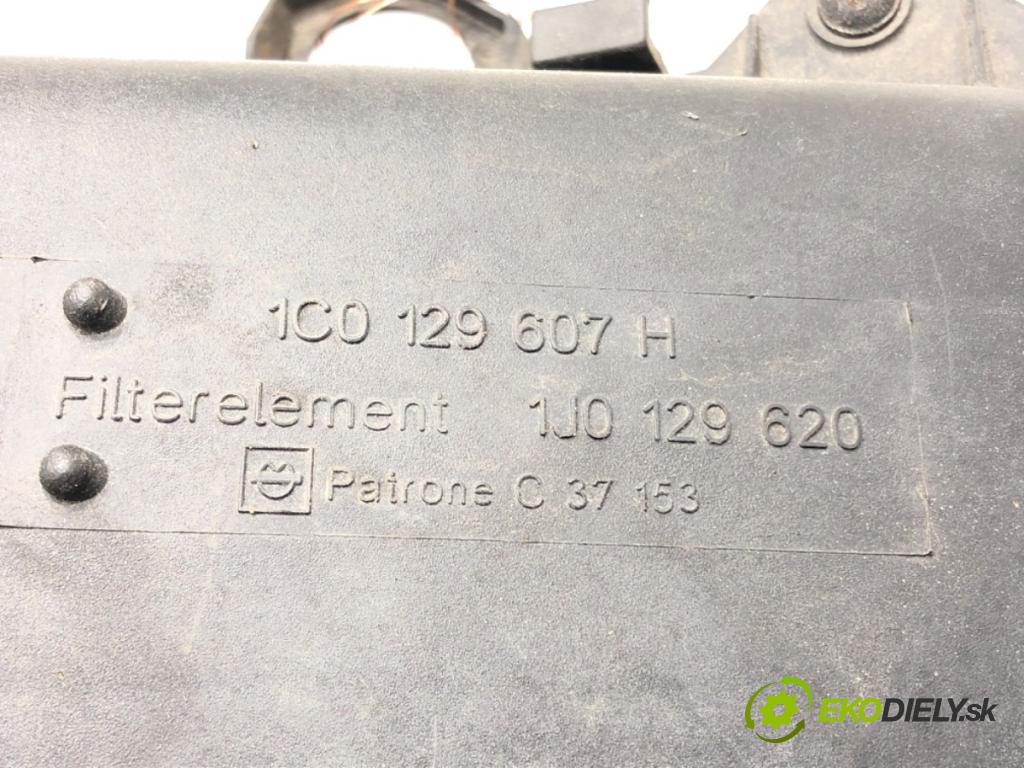 1C0 129 607 H
Filterelement 1J0 129 620
Patrone C 37 153
EKODIELY.sk